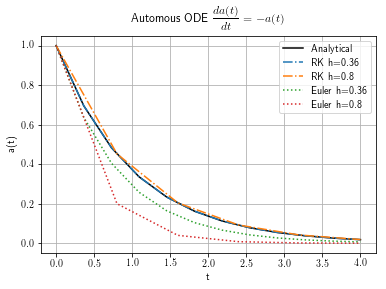 Automous ODE da(t)/dt = −a(t)
Analytical
RK h=0.36
RK h=0.8
Euler h=0.36
Euler h=0.8
a(t)
1.0
0.8
0.6
0.4
0.2
0.0
0.0 0.5 1.0 1.5 2.0 2.5 3.0 3.5 4.0
t